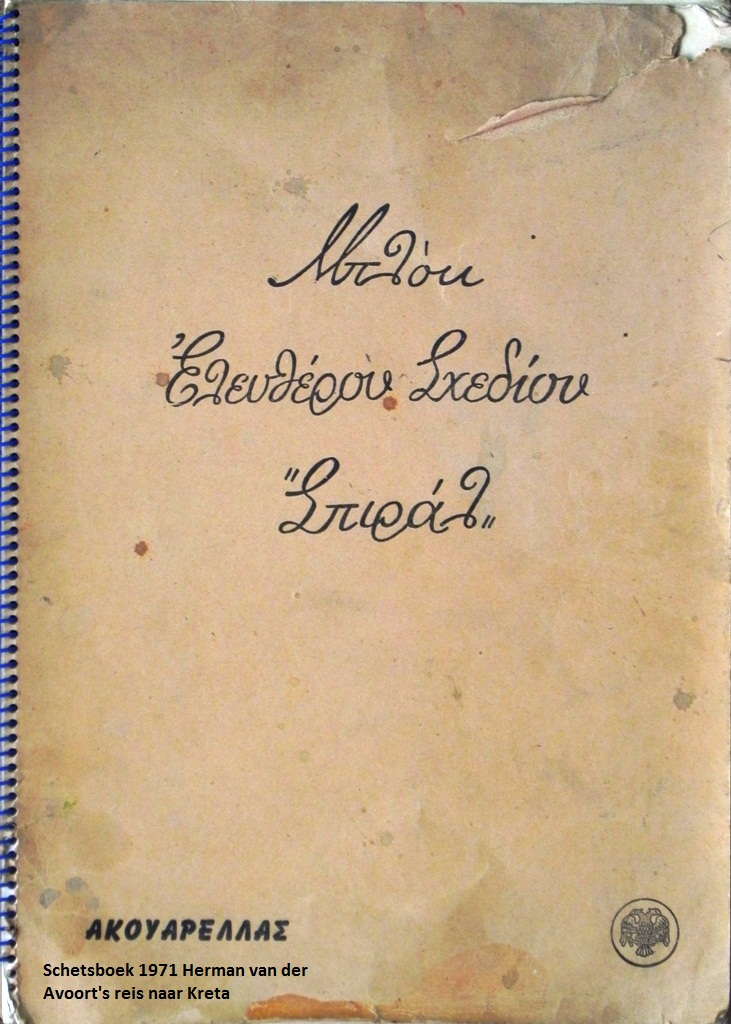 Μπλόκ
Ἐλευθέρου Σχεδίου
"Σπιράλ„
ΑΚΟΥΑΡΕΛΛΑΣ
Schetsboek 1971 Herman van der
Avoort's reis naar Kreta